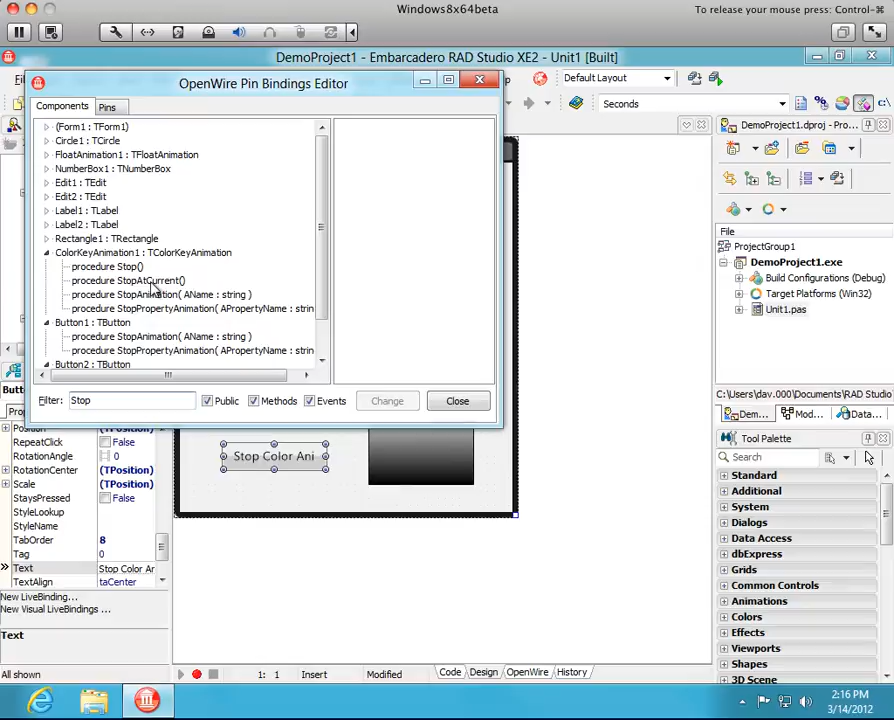 Windows8x64beta
To release your mouse press: Control-⌘
DemoProject1 - Embarcadero RAD Studio XE2 - Unit1 [Built]
Default Layout
OpenWire Pin Bindings Editor
Components
Pins
(Form1 : TForm1)
Circle1 : TCircle
FloatAnimation1 : TFloatAnimation
NumberBox1 : TNumberBox
Edit1 : TEdit
Edit2 : TEdit
Label1 : TLabel
Label2 : TLabel
Rectangle1 : TRectangle
ColorKeyAnimation1 : TColorKeyAnimation
procedure Stop()
procedure StopAtCurrent()
procedure StopAnimation( AName : string )
procedure StopPropertyAnimation( APropertyName : strin
Button1 : TButton
procedure StopAnimation( AName : string )
procedure StopPropertyAnimation( APropertyName : strin
Button2 : TButton
Filter:
Stop
Public
Methods
Events
Change
Close
Seconds
DemoProject1.dproj - Pro...
File
ProjectGroup1
DemoProject1.exe
Build Configurations (Debug)
Target Platforms (Win32)
Unit1.pas
C:\Users\dav.000\Documents\RAD Studio
Dem...
Mod...
Data...
Tool Palette
Search
Standard
Additional
System
Dialogs
Data Access
dbExpress
Grids
Common Controls
Animations
Colors
Effects
Viewports
Shapes
3D Scene
Stop Color Ani
Position
(TPosition)
RepeatClick
False
RotationAngle
0
RotationCenter
(TPosition)
Scale
(TPosition)
StaysPressed
False
StyleLookup
StyleName
TabOrder
8
Tag
0
Text
Stop Color Ar
TextAlign
taCenter
New LiveBinding...
New Visual LiveBindings ...
Text
All shown
1: 1
Insert
Modified
Code
Design
OpenWire
History
2:16 PM
3/14/2012